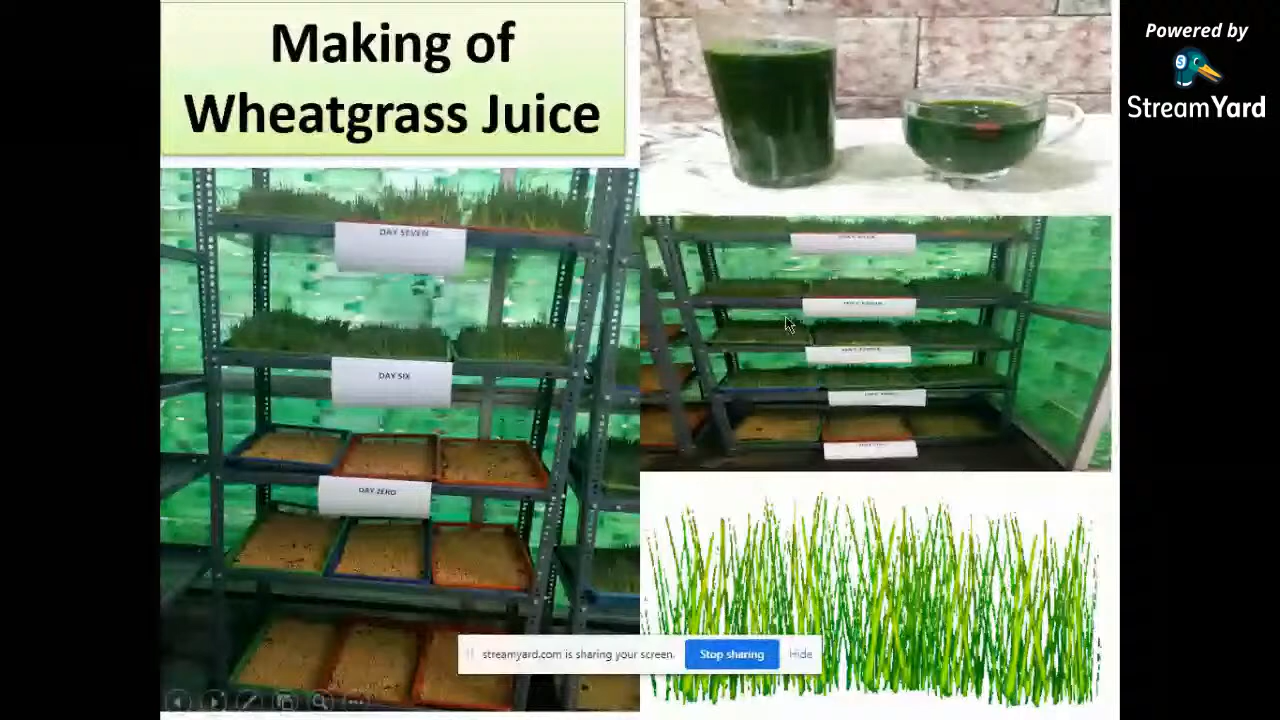 Making of
Wheatgrass Juice
Powered by
StreamYard
DAY SEVEN
DAY SIX
DAY ZERO
streamyard.com is sharing your screen.
Stop sharing
Hide